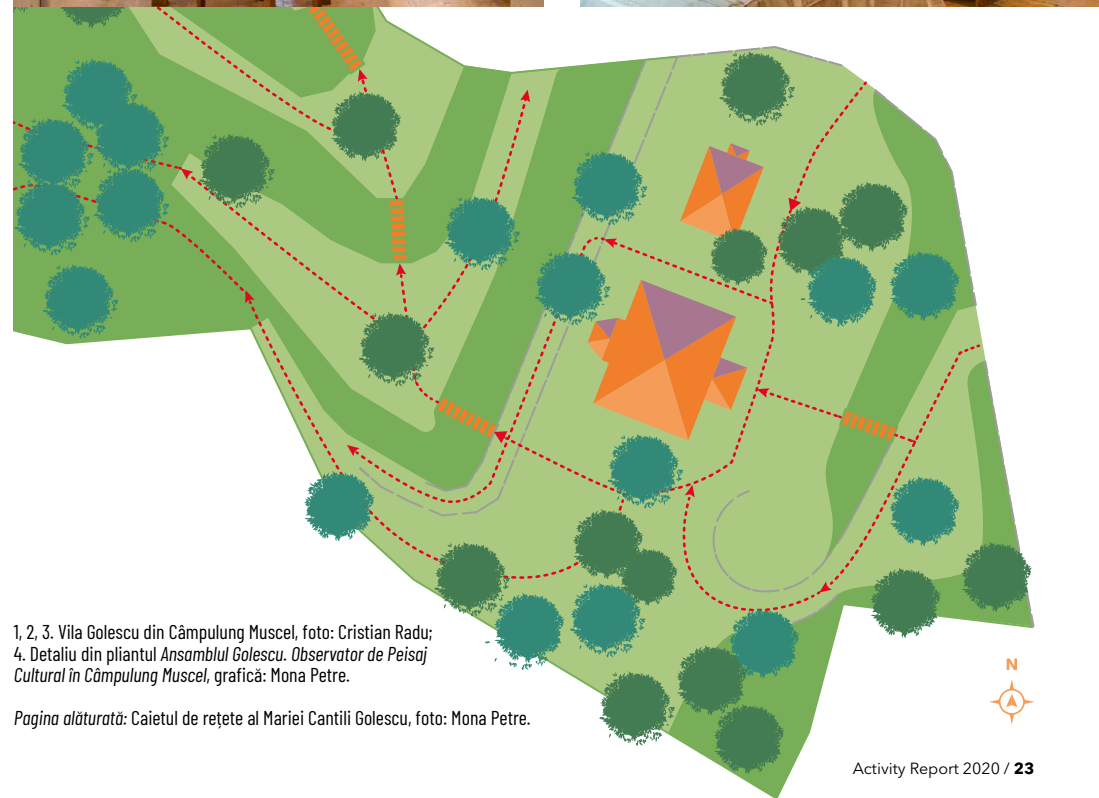 1, 2, 3. Vila Golescu din Câmpulung Muscel, foto: Cristian Radu;
4. Detaliu din pliantul Ansamblul Golescu. Observator de Peisaj
Cultural în Câmpulung Muscel, grafică: Mona Petre.
Pagina alăturată: Caietul de rețete al Mariei Cantili Golescu, foto: Mona Petre.
N
Activity Report 2020 / 23